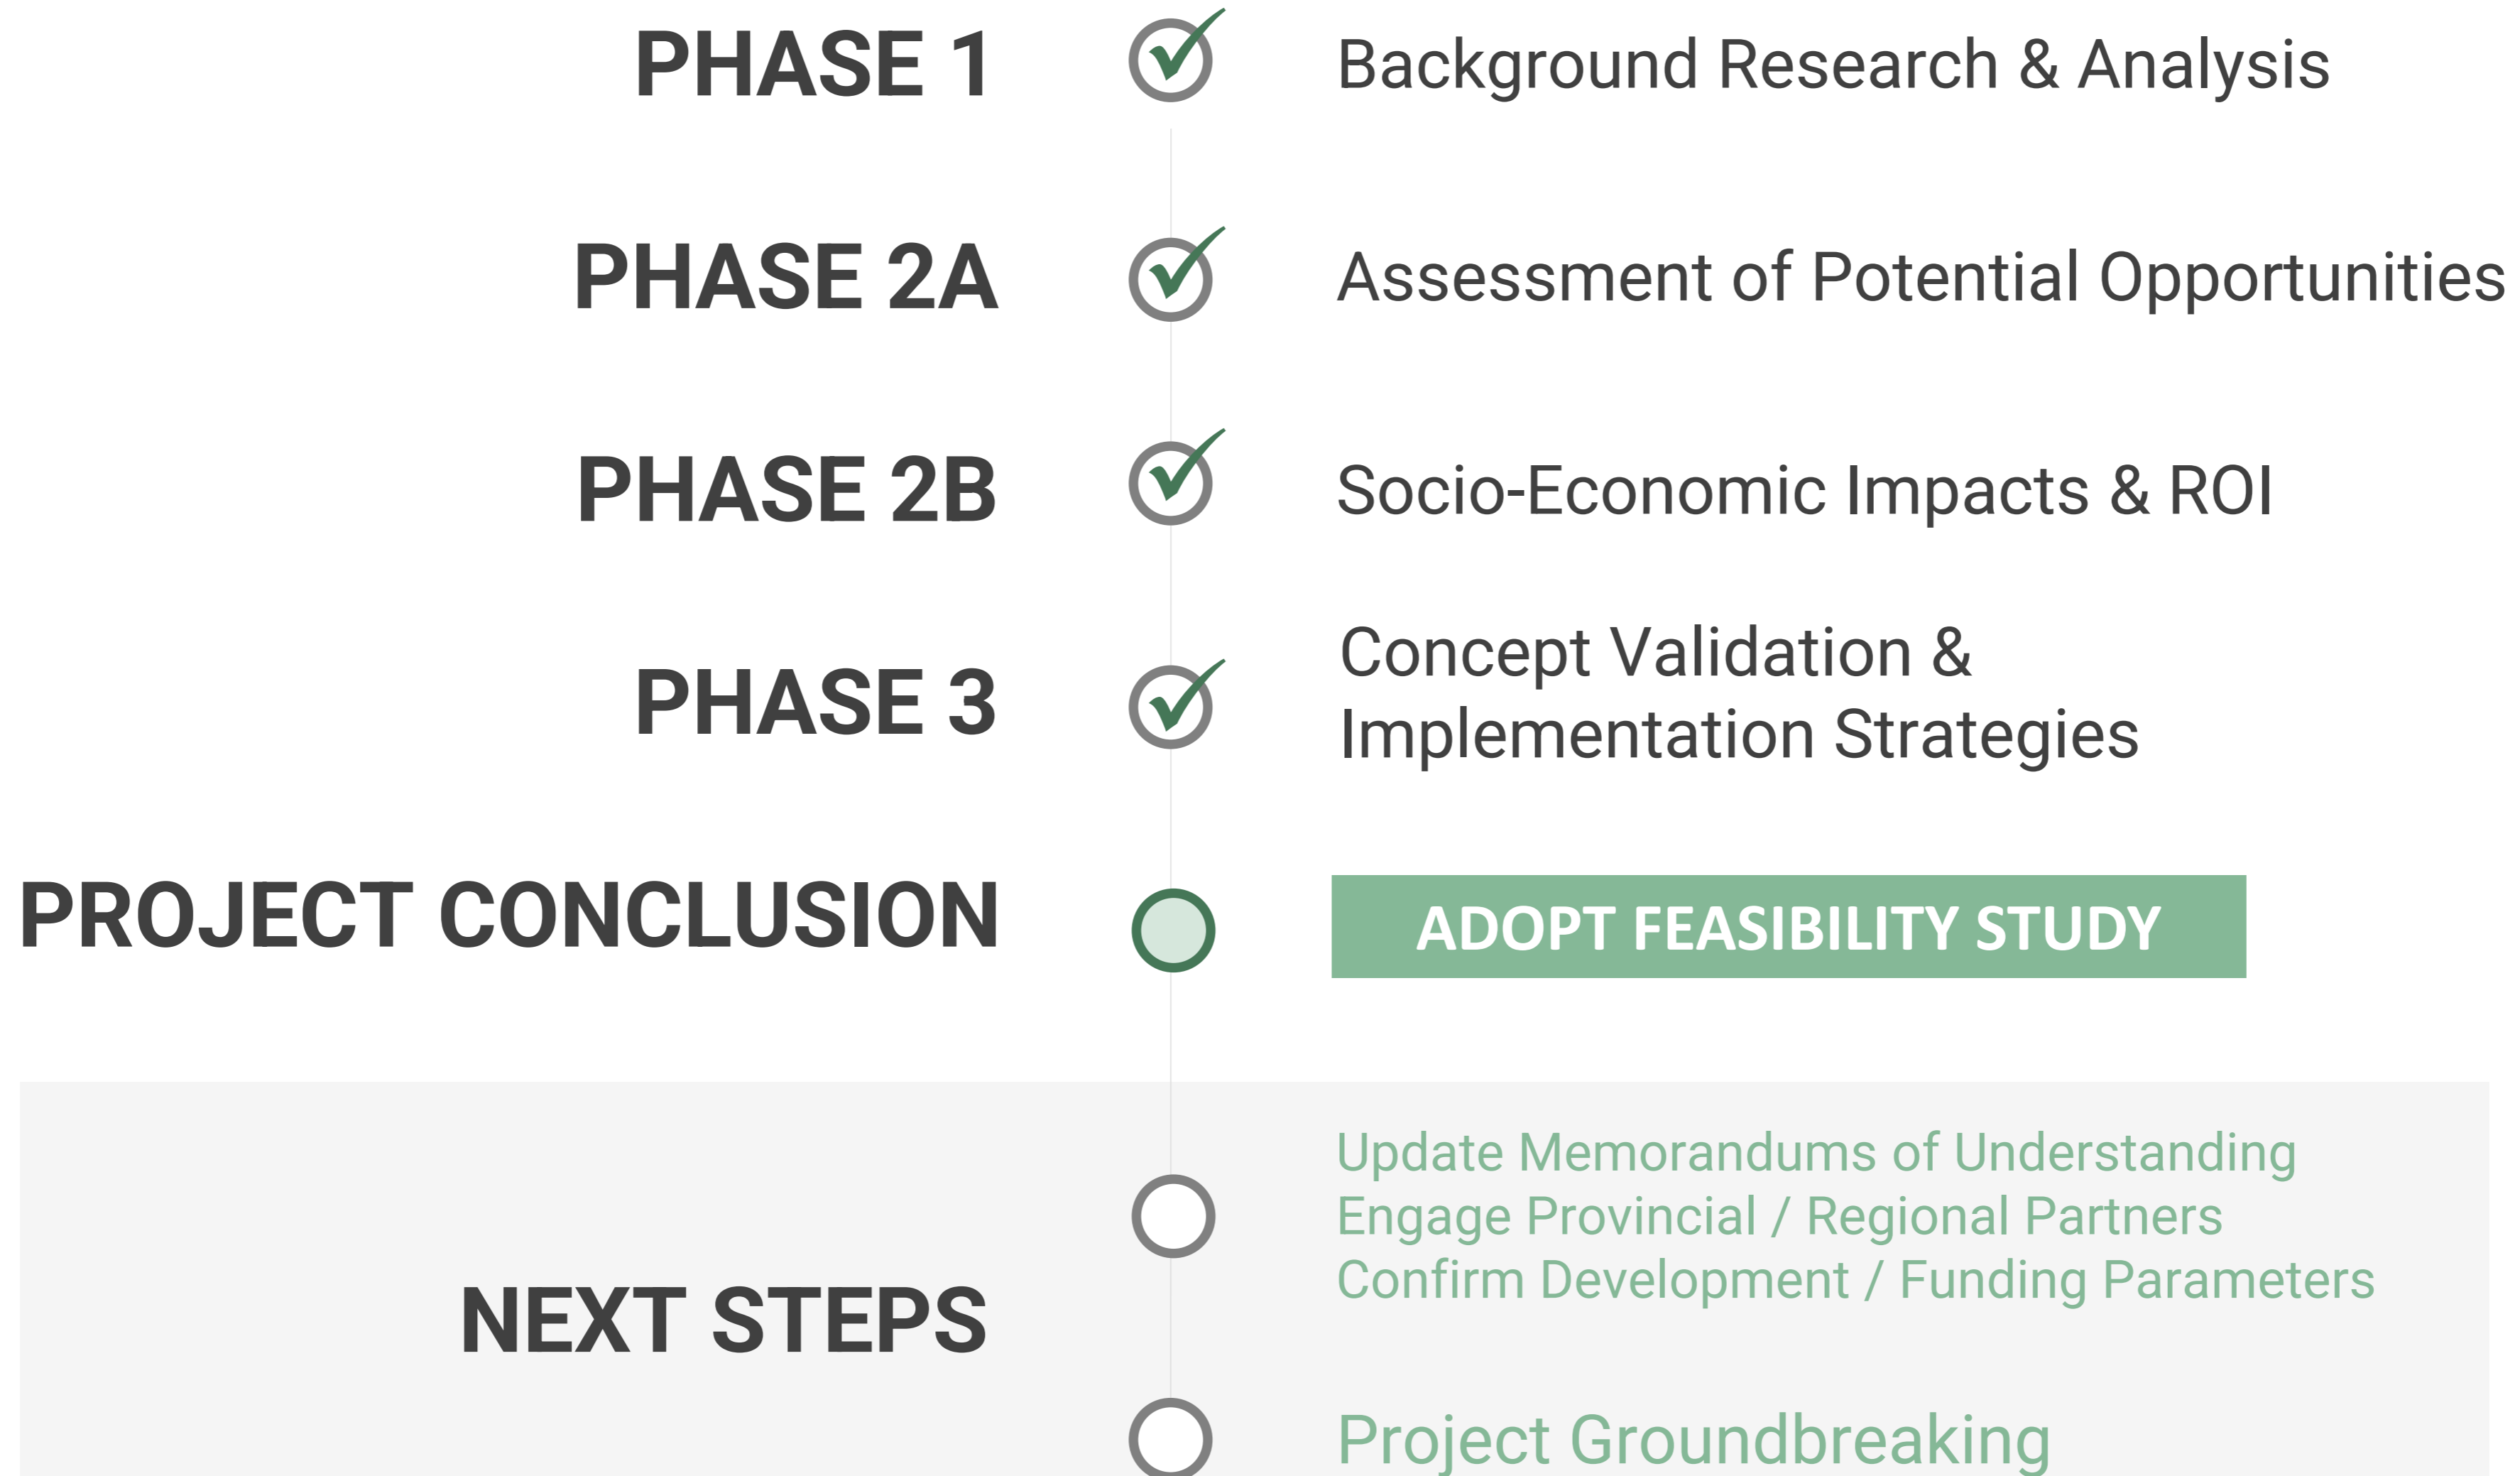 PHASE 1
Background Research & Analysis
PHASE 2A
Assessment of Potential Opportunities
PHASE 2B
Socio-Economic Impacts & ROI
PHASE 3
Concept Validation &
Implementation Strategies
PROJECT CONCLUSION
ADOPT FEASIBILITY STUDY
NEXT STEPS
Update Memorandums of Understanding
Engage Provincial / Regional Partners
Confirm Development / Funding Parameters
Project Groundbreaking